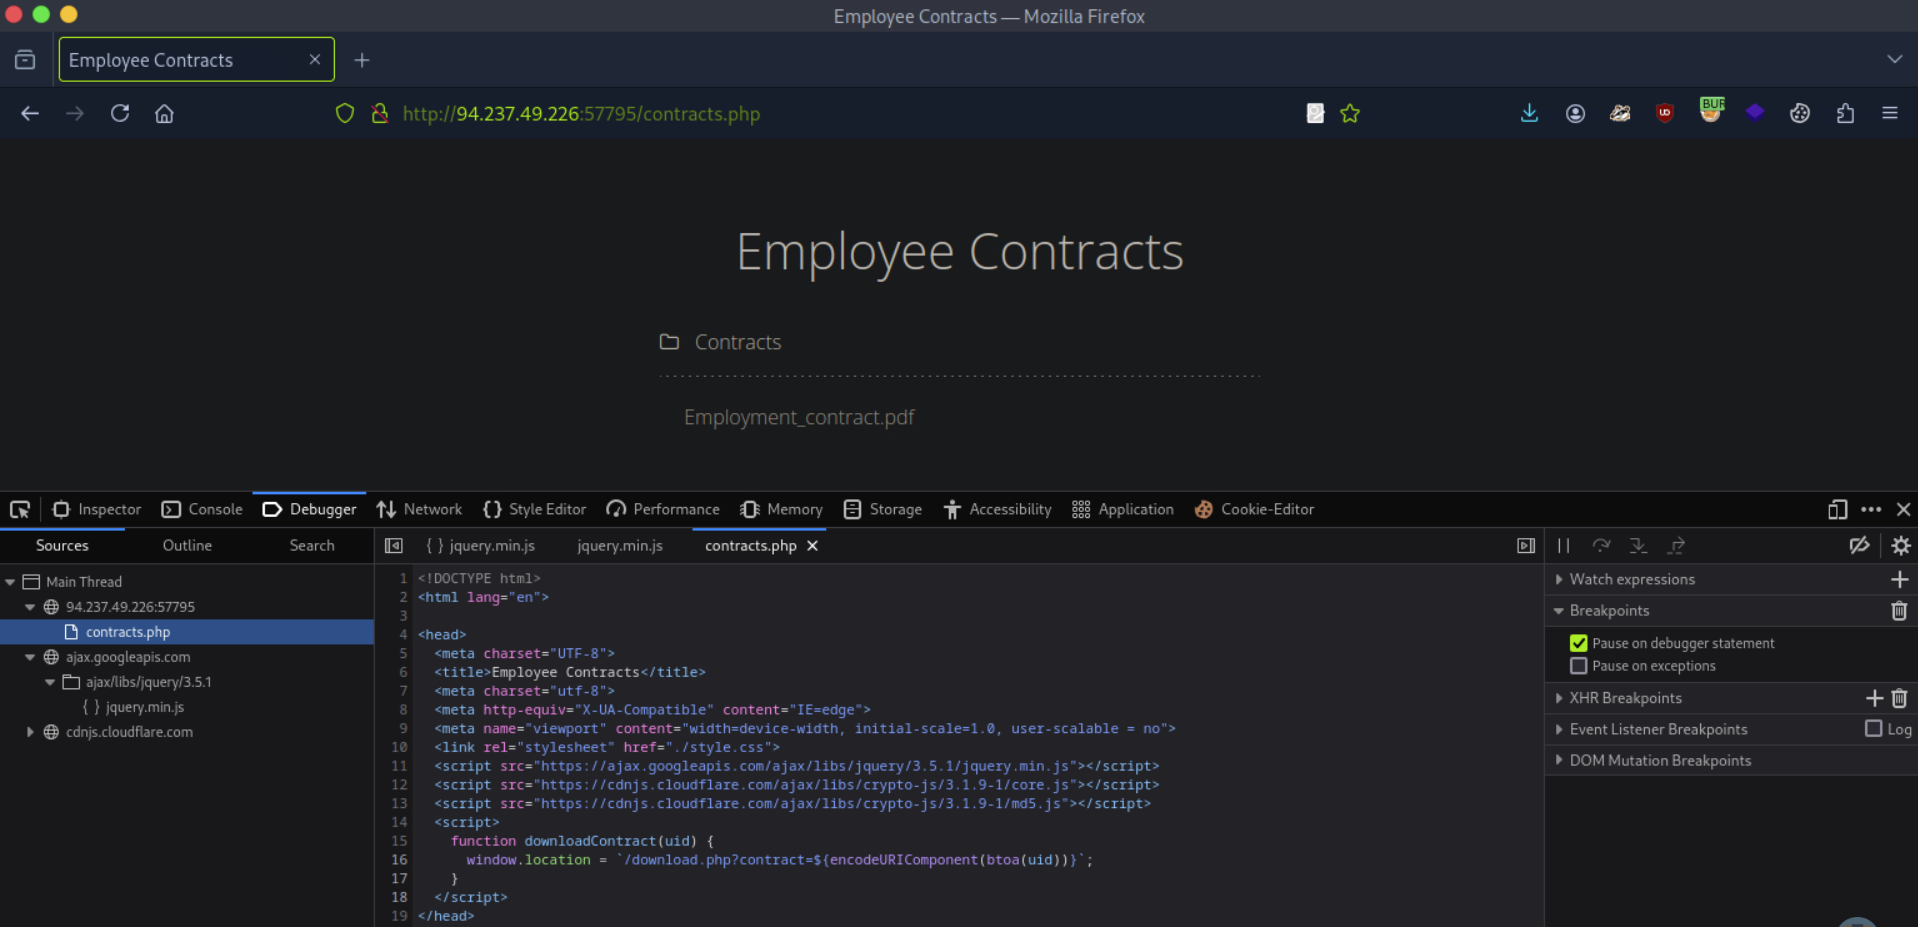 Employee Contracts — Mozilla Firefox
Employee Contracts
http://94.237.49.226:57795/contracts.php
BUR
Employee Contracts
Contracts
Employment_contract.pdf
Inspector Console Debugger Network Style Editor Performance Memory Storage Accessibility Application Cookie-Editor
Sources Outline Search
{ } jquery.min.js jquery.min.js contracts.php
Main Thread
94.237.49.226:57795
contracts.php
ajax.googleapis.com
ajax/libs/jquery/3.5.1
{ } jquery.min.js
cdnjs.cloudflare.com
1 <!DOCTYPE html>
2 <html lang="en">
3
4 <head>
5 <meta charset="UTF-8">
6 <title>Employee Contracts</title>
7 <meta charset="utf-8">
8 <meta http-equiv="X-UA-Compatible" content="IE=edge">
9 <meta name="viewport" content="width=device-width, initial-scale=1.0, user-scalable = no">
10 <link rel="stylesheet" href="./style.css">
11 <script src="https://ajax.googleapis.com/ajax/libs/jquery/3.5.1/jquery.min.js"></script>
12 <script src="https://cdnjs.cloudflare.com/ajax/libs/crypto-js/3.1.9-1/core.js"></script>
13 <script src="https://cdnjs.cloudflare.com/ajax/libs/crypto-js/3.1.9-1/md5.js"></script>
14 <script>
15 function downloadContract(uid) {
16 window.location = `/download.php?contract=${encodeURIComponent(btoa(uid))}`;
17 }
18 </script>
19 </head>
Watch expressions
Breakpoints
Pause on debugger statement
Pause on exceptions
XHR Breakpoints
Event Listener Breakpoints Log
DOM Mutation Breakpoints